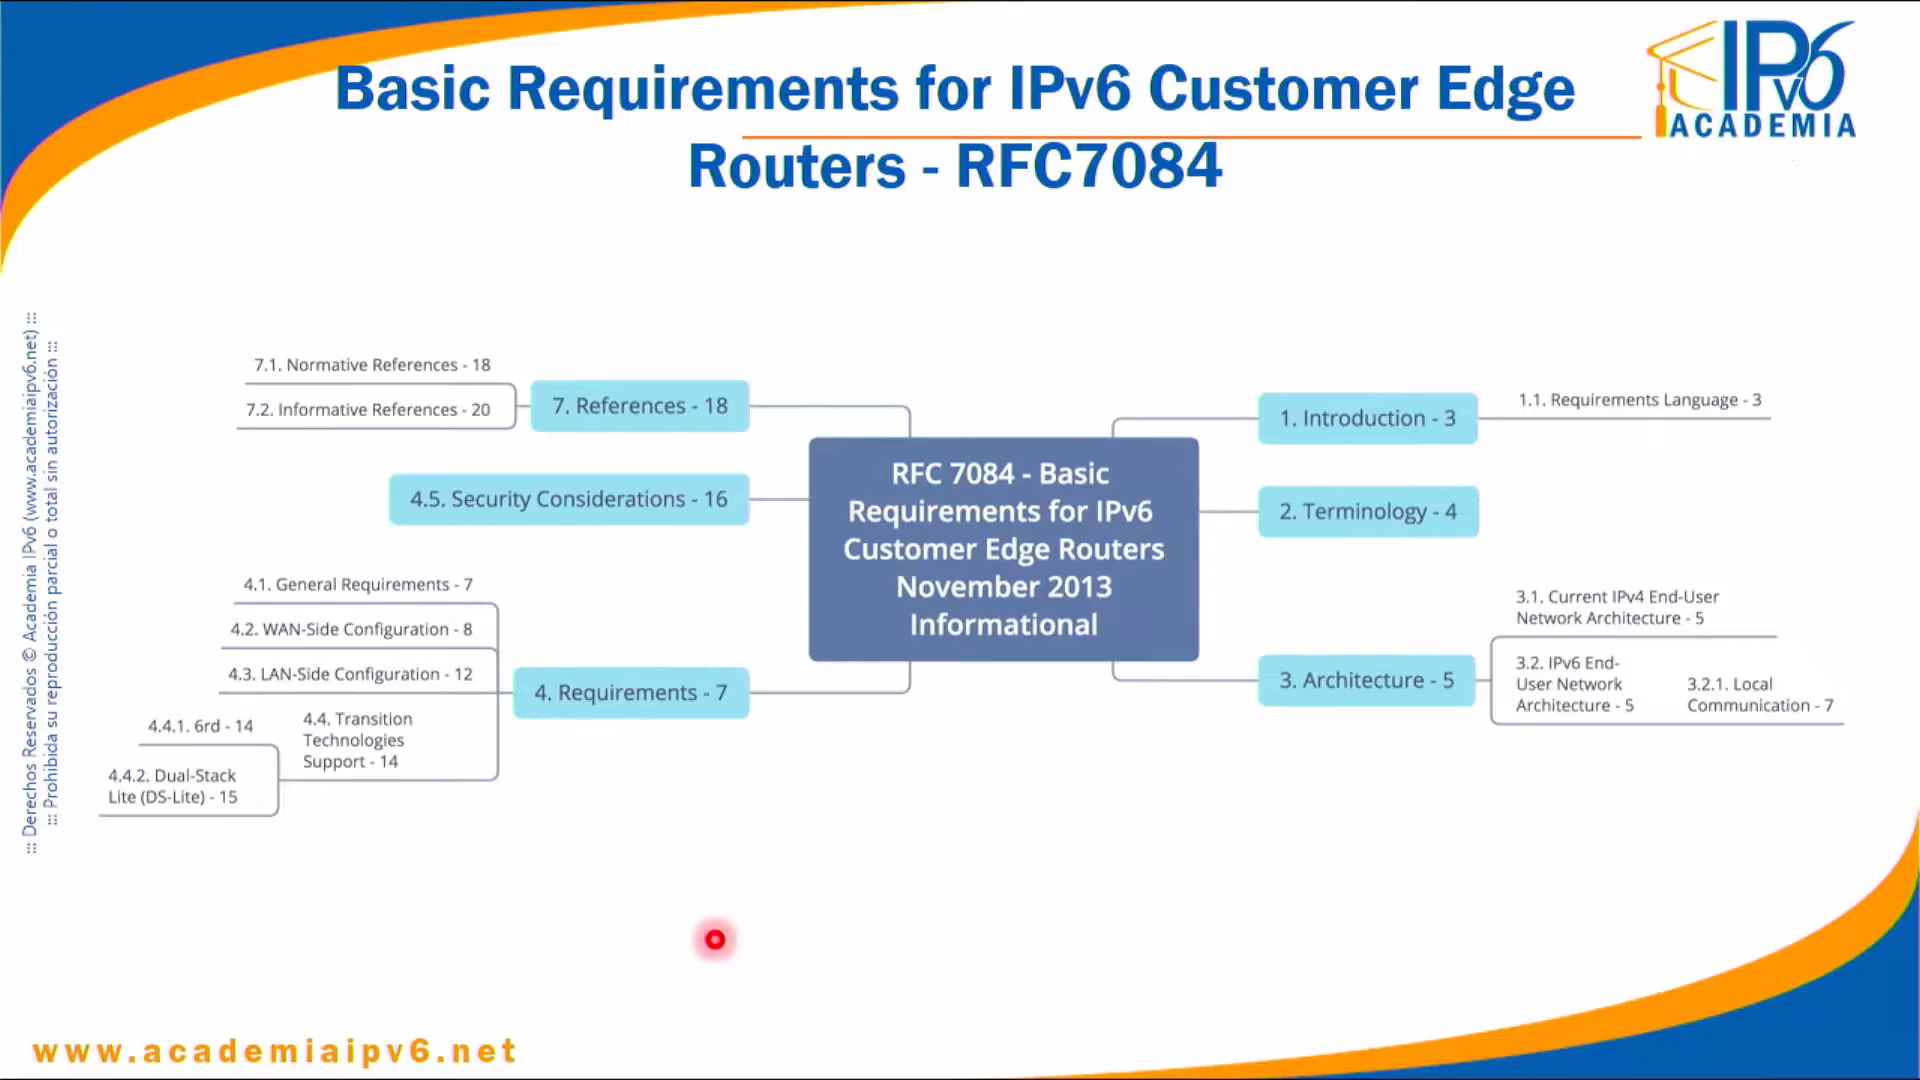 Basic Requirements for IPv6 Customer Edge
Routers - RFC7084
IPv6
ACADEMIA
::: Derechos Reservados © Academia IPv6 (www.academiaipv6.net) :::
::: Prohibida su reproducción parcial o total sin autorización :::
7.1. Normative References - 18
7.2. Informative References - 20
7. References - 18
4.5. Security Considerations - 16
4.1. General Requirements - 7
4.2. WAN-Side Configuration - 8
4.3. LAN-Side Configuration - 12
4.4.1. 6rd - 14
4.4.2. Dual-Stack
Lite (DS-Lite) - 15
4.4. Transition
Technologies
Support - 14
4. Requirements - 7
RFC 7084 - Basic
Requirements for IPv6
Customer Edge Routers
November 2013
Informational
1. Introduction - 3
1.1. Requirements Language - 3
2. Terminology - 4
3. Architecture - 5
3.1. Current IPv4 End-User
Network Architecture - 5
3.2. IPv6 End-
User Network
Architecture - 5
3.2.1. Local
Communication - 7
www.academiaipv6.net